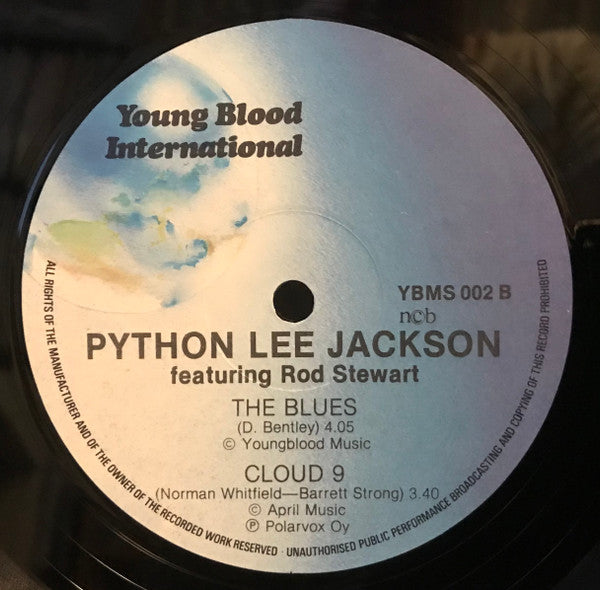 Young Blood
International
YBMS 002 B
n©b
PYTHON LEE JACKSON
featuring Rod Stewart
THE BLUES
(D. Bentley) 4.05
© Youngblood Music
CLOUD 9
(Norman Whitfield—Barrett Strong) 3.40
© April Music
℗ Polarvox Oy
ALL RIGHTS OF THE MANUFACTURER AND OF THE OWNER OF THE RECORDED WORK RESERVED · UNAUTHORISED PUBLIC PERFORMANCE BROADCASTING AND COPYING OF THIS RECORD PROHIBITED